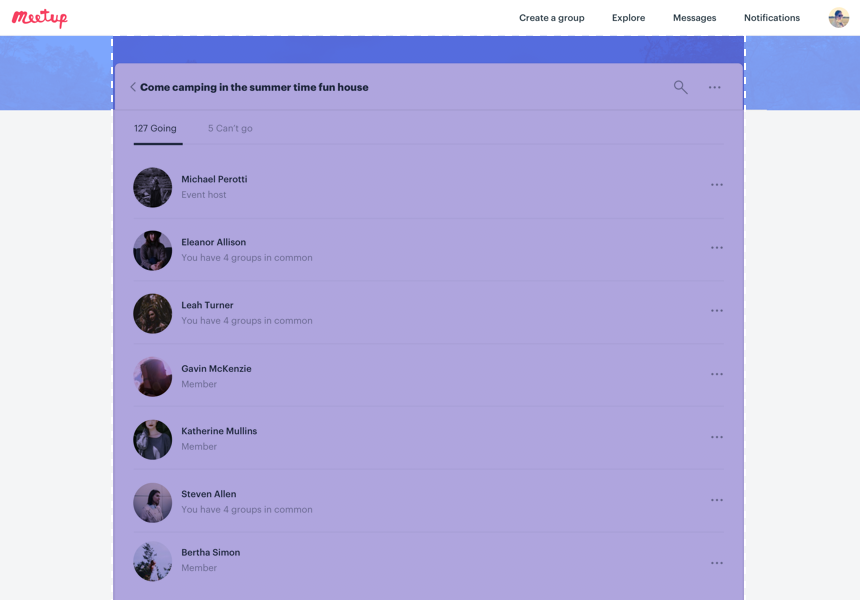 Meetup
Create a group Explore Messages Notifications
Come camping in the summer time fun house
127 Going 5 Can't go
Michael Perotti
Event host
Eleanor Allison
You have 4 groups in common
Leah Turner
You have 4 groups in common
Gavin McKenzie
Member
Katherine Mullins
Member
Steven Allen
You have 4 groups in common
Bertha Simon
Member